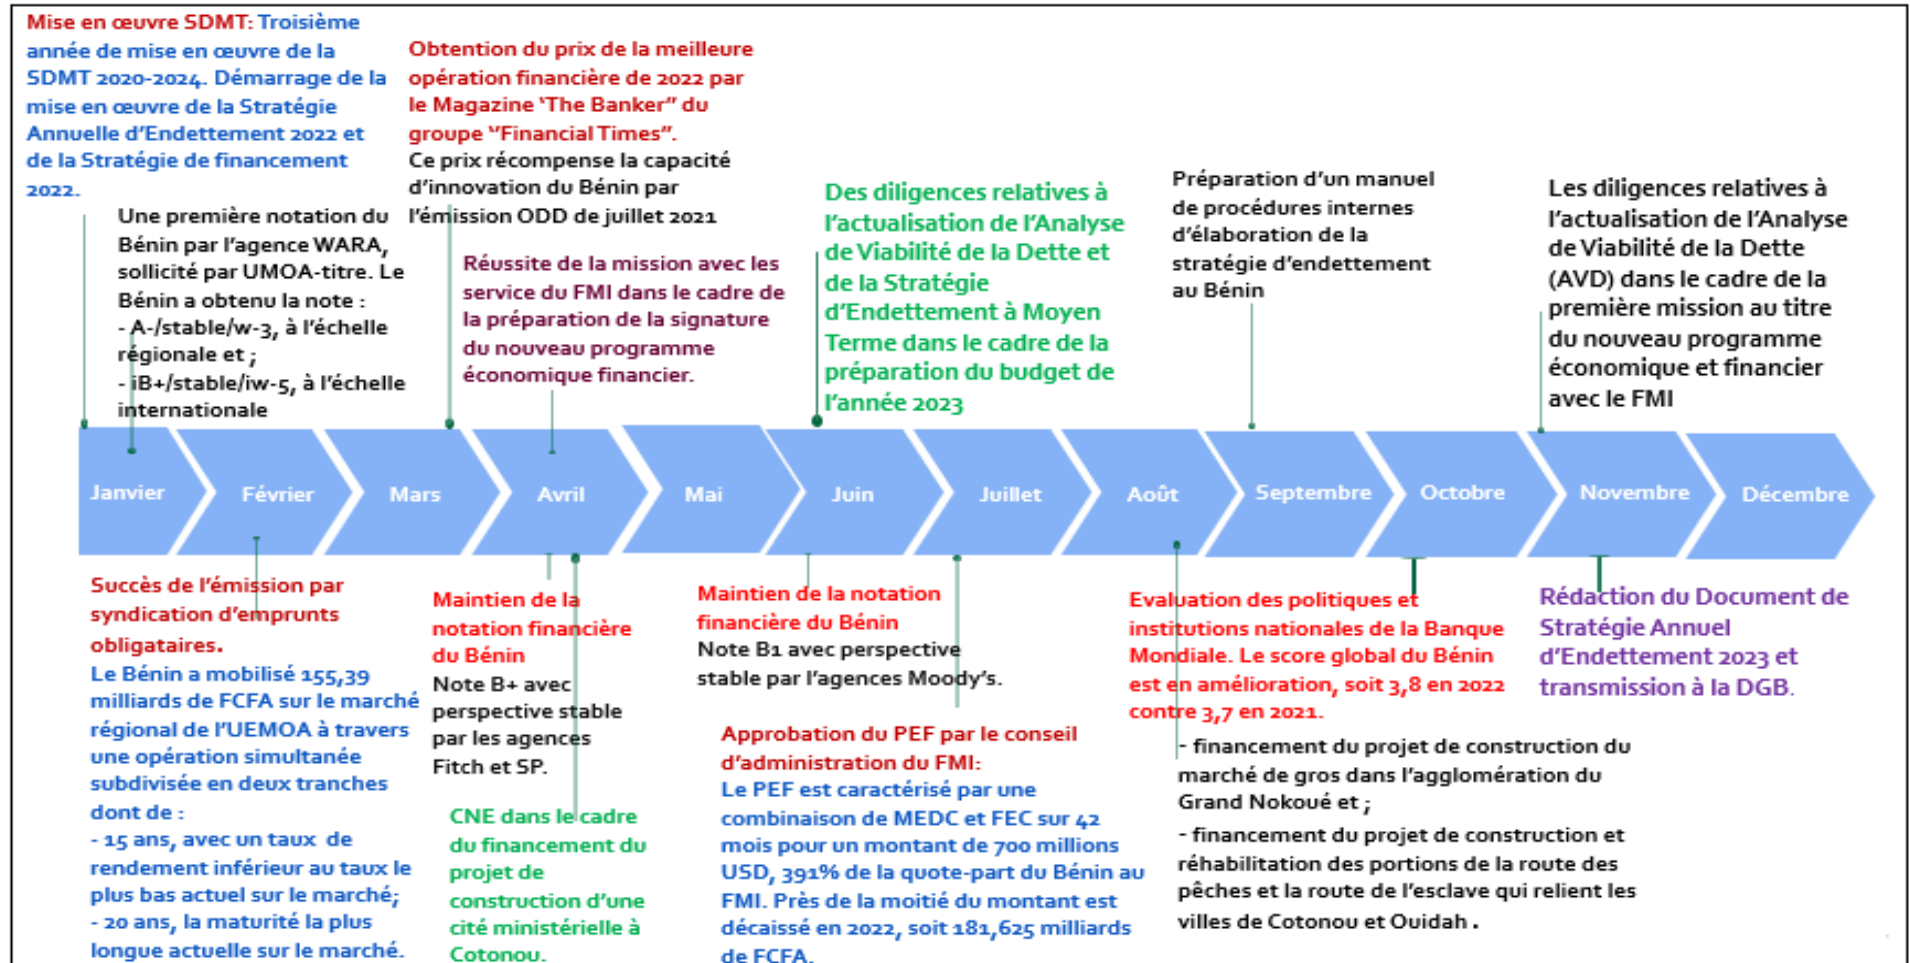 Mise en œuvre SDMT: Troisième
année de mise en œuvre de la
SDMT 2020-2024. Démarrage de la
mise en œuvre de la Stratégie
Annuelle d’Endettement 2022 et
de la Stratégie de financement
2022.
Une première notation du
Bénin par l’agence WARA,
sollicité par UMOA-titre. Le
Bénin a obtenu la note :
- A-/stable/w-3, à l’échelle
régionale et ;
- iB+/stable/iw-5, à l’échelle
internationale
Obtention du prix de la meilleure
opération financière de 2022 par
le Magazine ‘The Banker” du
groupe “Financial Times”.
Ce prix récompense la capacité
d’innovation du Bénin par
l’émission ODD de juillet 2021
Réussite de la mission avec les
service du FMI dans le cadre de
la préparation de la signature
du nouveau programme
économique financier.
Des diligences relatives à
l’actualisation de l’Analyse
de Viabilité de la Dette et
de la Stratégie
d’Endettement à Moyen
Terme dans le cadre de la
préparation du budget de
l’année 2023
Préparation d’un manuel
de procédures internes
d’élaboration de la
stratégie d’endettement
au Bénin
Les diligences relatives à
l’actualisation de l’Analyse
de Viabilité de la Dette
(AVD) dans le cadre de la
première mission au titre
du nouveau programme
économique et financier
avec le FMI
Janvier
Février
Mars
Avril
Mai
Juin
Juillet
Août
Septembre
Octobre
Novembre
Décembre
Succès de l’émission par
syndication d’emprunts
obligataires.
Le Bénin a mobilisé 155,39
milliards de FCFA sur le marché
régional de l’UEMOA à travers
une opération simultanée
subdivisée en deux tranches
dont de :
- 15 ans, avec un taux de
rendement inférieur au taux le
plus bas actuel sur le marché;
- 20 ans, la maturité la plus
longue actuelle sur le marché.
Maintien de la
notation financière
du Bénin
Note B+ avec
perspective stable
par les agences
Fitch et SP.
CNE dans le cadre
du financement du
projet de
construction d’une
cité ministérielle à
Cotonou.
Maintien de la notation
financière du Bénin
Note B1 avec perspective
stable par l’agences Moody’s.
Approbation du PEF par le conseil
d’administration du FMI:
Le PEF est caractérisé par une
combinaison de MEDC et FEC sur 42
mois pour un montant de 700 millions
USD, 391% de la quote-part du Bénin au
FMI. Près de la moitié du montant est
décaissé en 2022, soit 181,625 milliards
de FCFA.
Evaluation des politiques et
institutions nationales de la Banque
Mondiale. Le score global du Bénin
est en amélioration, soit 3,8 en 2022
contre 3,7 en 2021.
- financement du projet de construction du
marché de gros dans l’agglomération du
Grand Nokoué et ;
- financement du projet de construction et
réhabilitation des portions de la route des
pêches et la route de l’esclave qui relient les
villes de Cotonou et Ouidah .
Rédaction du Document de
Stratégie Annuel
d’Endettement 2023 et
transmission à la DGB.